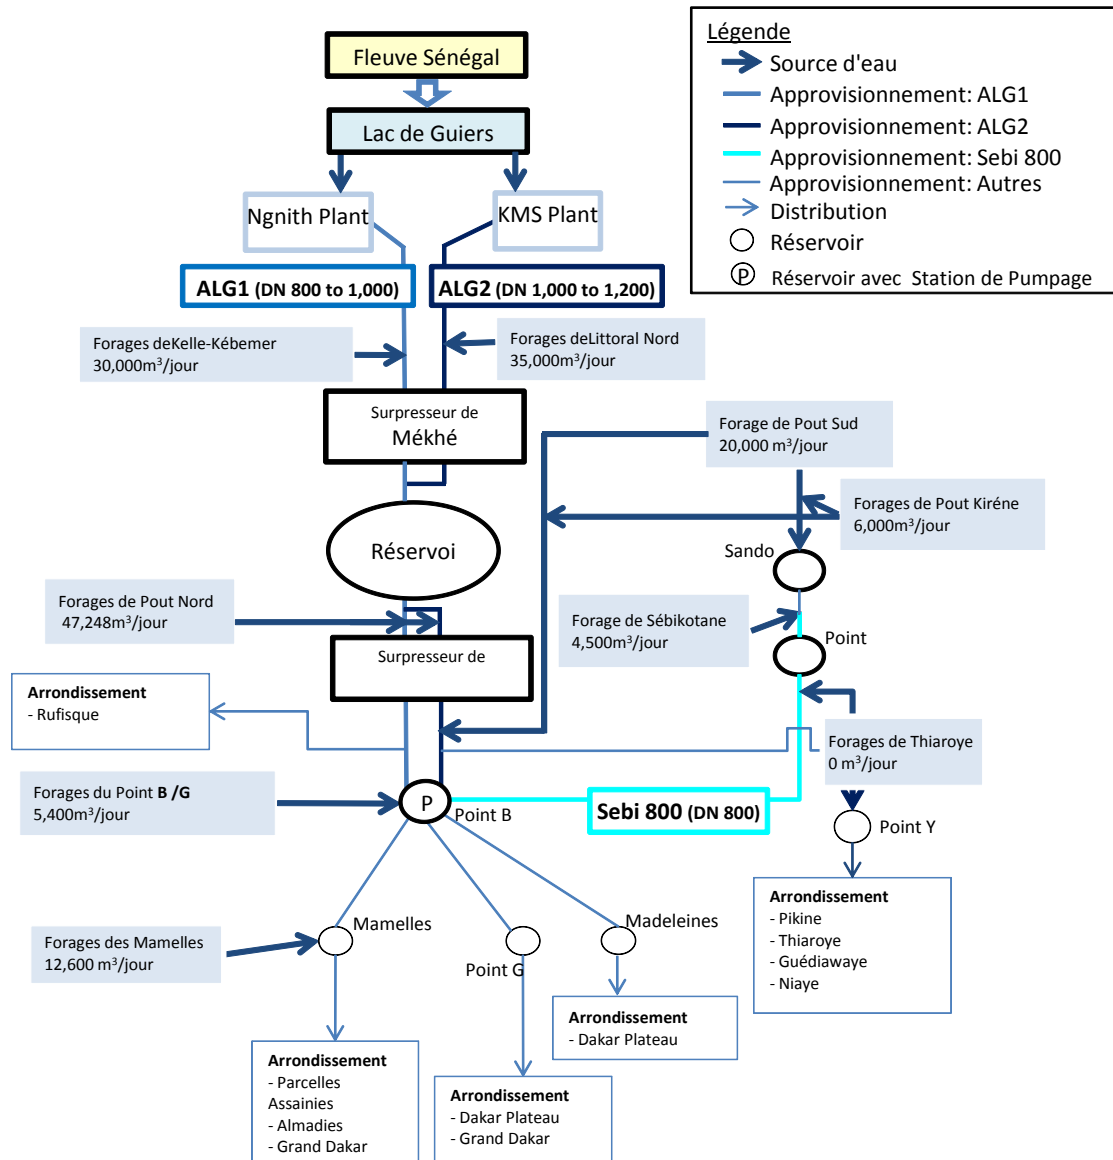 Légende
Source d'eau
Approvisionnement: ALG1
Approvisionnement: ALG2
Approvisionnement: Sebi 800
Approvisionnement: Autres
Distribution
Réservoir
P
Réservoir avec Station de Pumpage
Fleuve Sénégal
Lac de Guiers
Ngnith Plant
KMS Plant
ALG1 (DN 800 to 1,000)
ALG2 (DN 1,000 to 1,200)
Forages deKelle-Kébemer
30,000m³/jour
Forages deLittoral Nord
35,000m³/jour
Surpresseur de
Mékhé
Forage de Pout Sud
20,000 m³/jour
Forages de Pout Kiréne
6,000m³/jour
Réservoi
Sando
Forages de Pout Nord
47,248m³/jour
Forage de Sébikotane
4,500m³/jour
Point
Surpresseur de
Arrondissement
- Rufisque
Forages de Thiaroye
0 m³/jour
Forages du Point B /G
5,400m³/jour
P
Point B
Sebi 800 (DN 800)
Point Y
Arrondissement
- Pikine
- Thiaroye
- Guédiawaye
- Niaye
Forages des Mamelles
12,600 m³/jour
Mamelles
Point G
Madeleines
Arrondissement
- Dakar Plateau
Arrondissement
- Parcelles
Assainies
- Almadies
- Grand Dakar
Arrondissement
- Dakar Plateau
- Grand Dakar